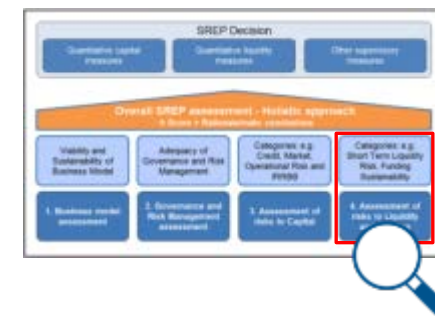 SREP Decision
Quantitative capital
measures
Quantitative liquidity
measures
Other supervisory
measures
Overall SREP assessment - Holistic approach
Viability and
Sustainability of
Business Model
Adequacy of
Governance and Risk
Management
Categories: e.g.
Credit, Market,
Operational Risk and
IRRBB
Categories: e.g.
Short Term Liquidity
Risk, Funding
Sustainability
1. Business model
assessment
2. Governance and
Risk Management
assessment
3. Assessment of
risks to Capital
4. Assessment of
risks to Liquidity